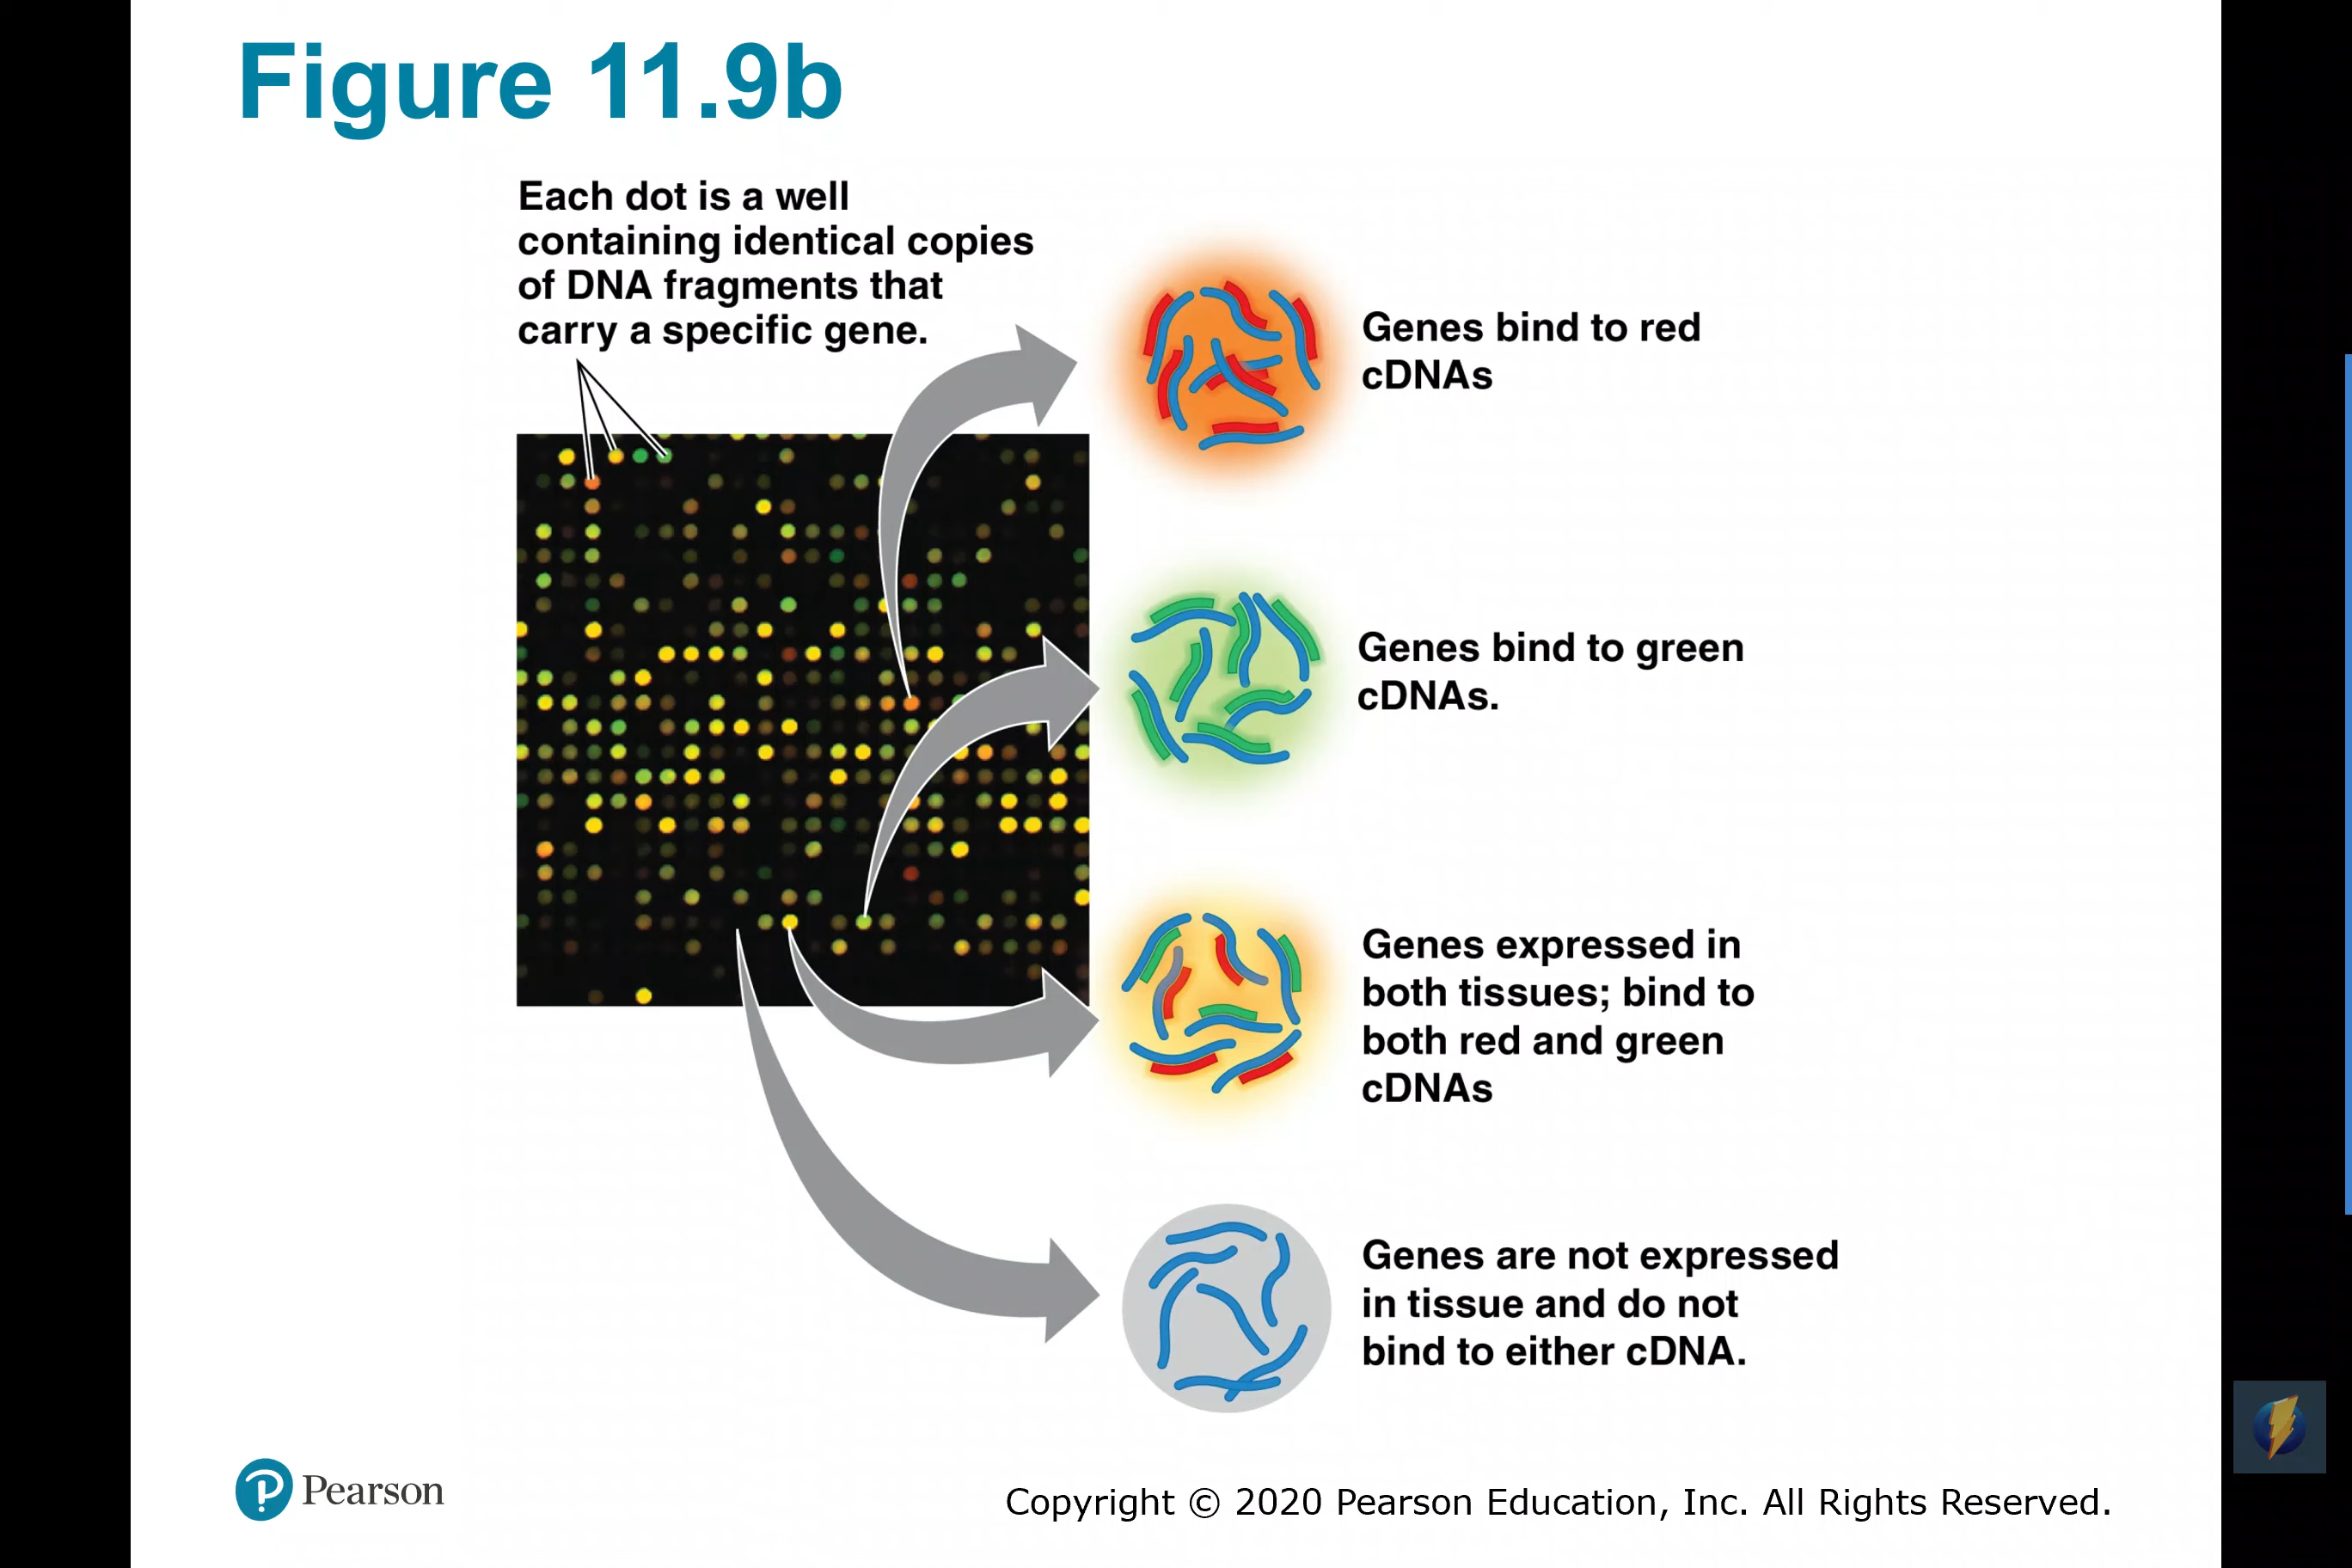 Figure 11.9b
Each dot is a well
containing identical copies
of DNA fragments that
carry a specific gene.
Genes bind to red
cDNAs
Genes bind to green
cDNAs.
Genes expressed in
both tissues; bind to
both red and green
cDNAs
Genes are not expressed
in tissue and do not
bind to either cDNA.
P Pearson
Copyright © 2020 Pearson Education, Inc. All Rights Reserved.